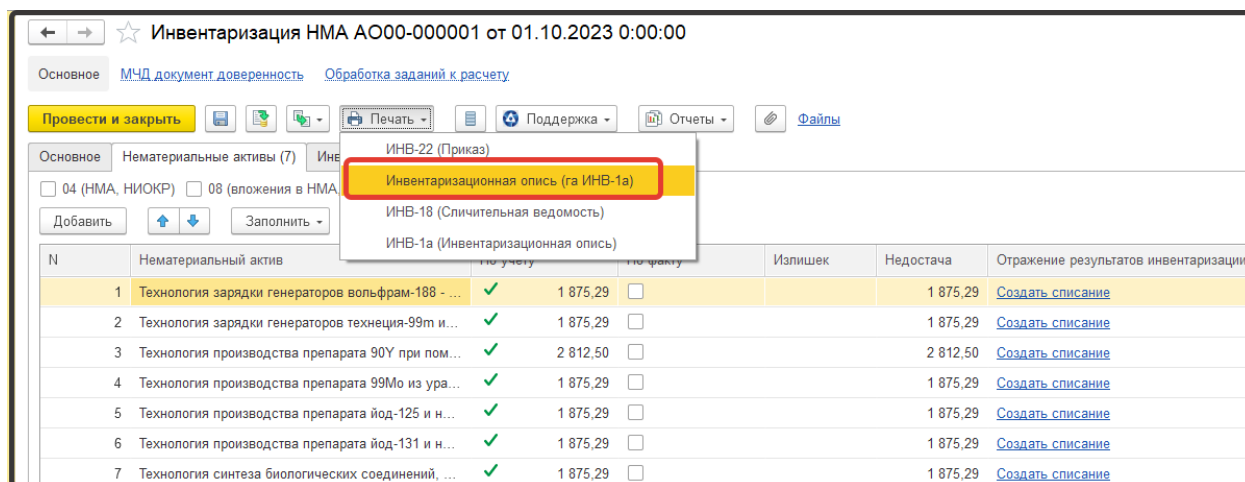 Инвентаризация НМА АО00-000001 от 01.10.2023 0:00:00
Основное МЧД документ доверенность Обработка заданий к расчету
Провести и закрыть Печать Поддержка Отчеты Файлы
Основное Нематериальные активы (7) Инв
ИНВ-22 (Приказ)
04 (НМА, НИОКР) 08 (вложения в НМА,
Инвентаризационная опись (га ИНВ-1а)
Добавить Заполнить
ИНВ-18 (Сличительная ведомость)
ИНВ-1а (Инвентаризационная опись)
N Нематериальный актив По учету По факту Излишек Недостача Отражение результатов инвентаризации
1 Технология зарядки генераторов вольфрам-188 - ... 1 875,29 1 875,29 Создать списание
2 Технология зарядки генераторов технеция-99m и... 1 875,29 1 875,29 Создать списание
3 Технология производства препарата 90Y при пом... 2 812,50 2 812,50 Создать списание
4 Технология производства препарата 99Mo из ура... 1 875,29 1 875,29 Создать списание
5 Технология производства препарата йод-125 и н... 1 875,29 1 875,29 Создать списание
6 Технология производства препарата йод-131 и н... 1 875,29 1 875,29 Создать списание
7 Технология синтеза биологических соединений, ... 1 875,29 1 875,29 Создать списание